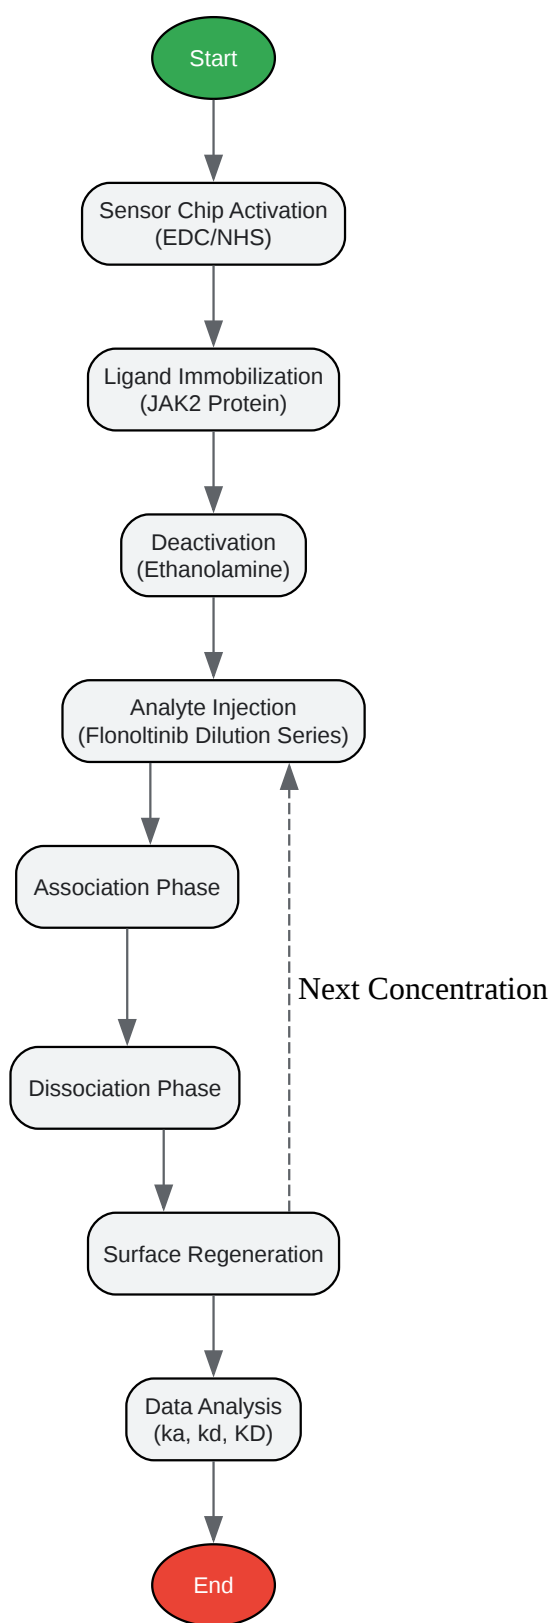 Start
Sensor Chip Activation
(EDC/NHS)
Ligand Immobilization
(JAK2 Protein)
Deactivation
(Ethanolamine)
Analyte Injection
(Flonoltinib Dilution Series)
Association Phase
Next Concentration
Dissociation Phase
Surface Regeneration
Data Analysis
(ka, kd, KD)
End